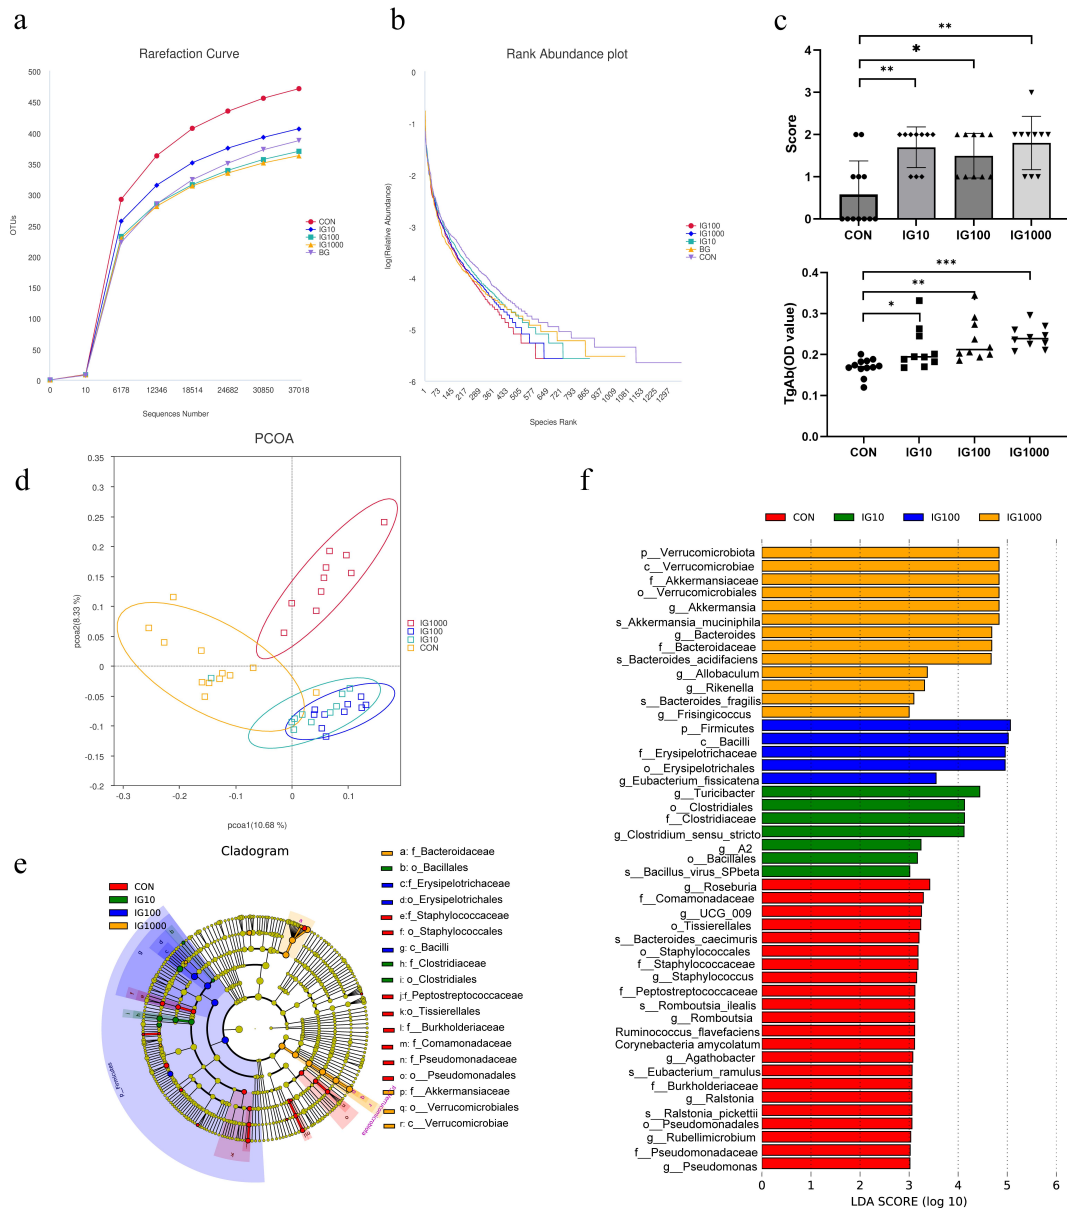 a
b
c
Rarefaction Curve
500
450
400
350
300
250
200
150
100
50
0
OTUs
0 10 6178 12346 18514 24682 30850 37018
Sequences Number
CON
IG10
IG100
IG1000
BG
Rank Abundance plot
0
-1
-2
-3
-4
-5
-6
log(Relative Abundance)
1 73 145 217 289 361 433 505 577 649 721 793 865 937 1009 1081 1153 1225 1297
Species Rank
IG100
IG1000
IG10
BG
CON
**
*
**
4
3
2
1
0
Score
CON IG10 IG100 IG1000
***
**
*
0.4
0.3
0.2
0.1
0.0
TgAb(OD value)
CON IG10 IG100 IG1000
d
PCOA
0.35
0.3
0.25
0.2
0.15
0.1
0.05
0
-0.05
-0.1
-0.15
-0.2
pcoa2(8.33 %)
-0.3 -0.2 -0.1 0 0.1
pcoa1(10.68 %)
IG1000
IG100
IG10
CON
e
Cladogram
CON
IG10
IG100
IG1000
p__Firmicutes
a: f_Bacteroidaceae
b: o_Bacillales
c:f_Erysipelotrichaceae
d:o_Erysipelotrichales
e:f_Staphylococcaceae
f: o_Staphylococcales
g: c_Bacilli
h: f_Clostridiaceae
i: o_Clostridiales
j:f_Peptostreptococcaceae
k:o_Tissierellales
l: f__Burkholderiaceae
m: f_Comamonadaceae
n: f_Pseudomonadaceae
o: o__Pseudomonadales
p: f__Akkermansiaceae
q: o__Verrucomicrobiales
r: c__Verrucomicrobiae
f
CON IG10 IG100 IG1000
p__Verrucomicrobiota
c__Verrucomicrobiae
f__Akkermansiaceae
o__Verrucomicrobiales
g__Akkermansia
s_Akkermansia_muciniphila
g__Bacteroides
f__Bacteroidaceae
s_Bacteroides_acidifaciens
g__Allobaculum
g__Rikenella
s__Bacteroides_fragilis
g__Frisingicoccus
p__Firmicutes
c__Bacilli
f__Erysipelotrichaceae
o__Erysipelotrichales
g_Eubacterium_fissicatena
g__Turicibacter
o__Clostridiales
f__Clostridiaceae
g_Clostridium_sensu_stricto
g__A2
o__Bacillales
s__Bacillus_virus_SPbeta
g__Roseburia
f__Comamonadaceae
g__UCG_009
o_Tissierellales
s__Bacteroides_caecimuris
o__Staphylococcales
f__Staphylococcaceae
g__Staphylococcus
f__Peptostreptococcaceae
s__Romboutsia_ilealis
g__Romboutsia
Ruminococcus_flavefaciens
Corynebacteria amycolatum
g__Agathobacter
s__Eubacterium_ramulus
f__Burkholderiaceae
g__Ralstonia
s__Ralstonia_pickettii
o__Pseudomonadales
g__Rubellimicrobium
f__Pseudomonadaceae
g__Pseudomonas
0 1 2 3 4 5 6
LDA SCORE (log 10)